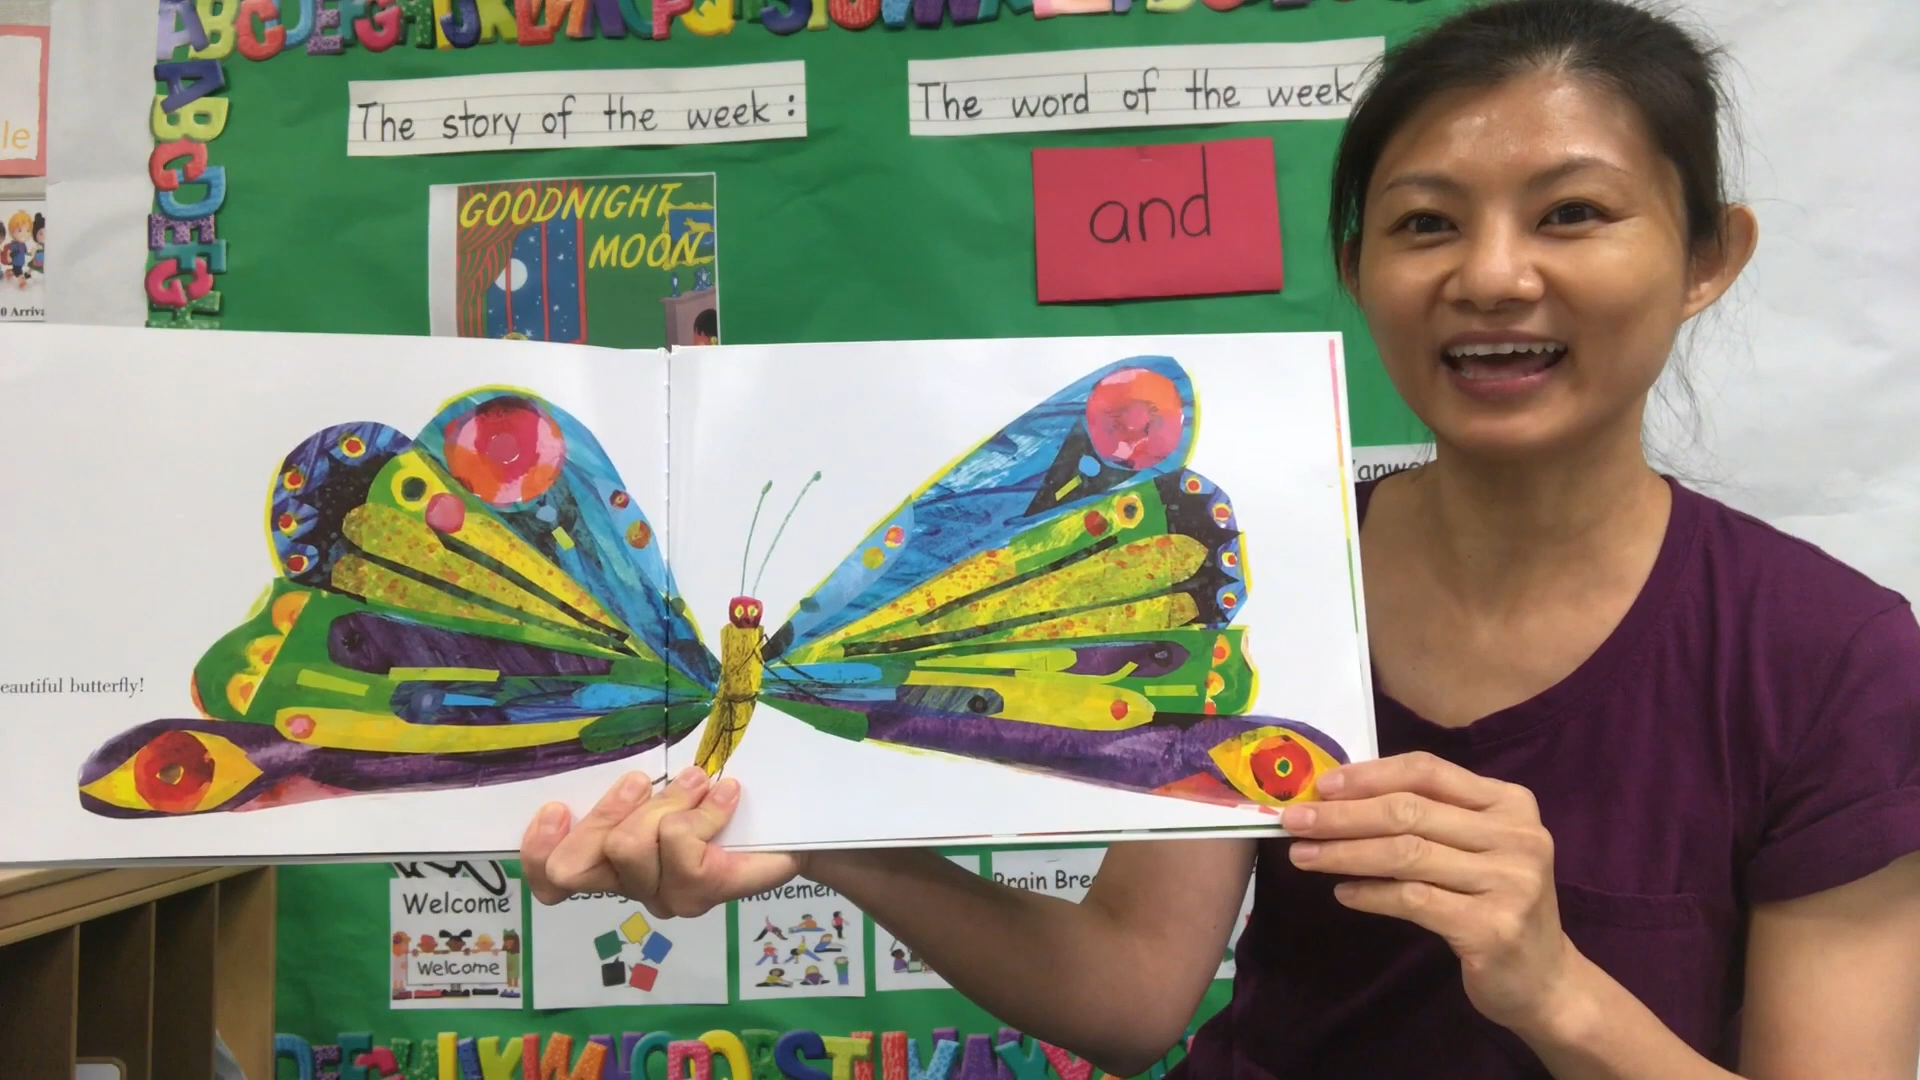 The story of the week:
The word of the week
GOODNIGHT
MOON
and
eautiful butterfly!
Welcome
Welcome
Brain Bre